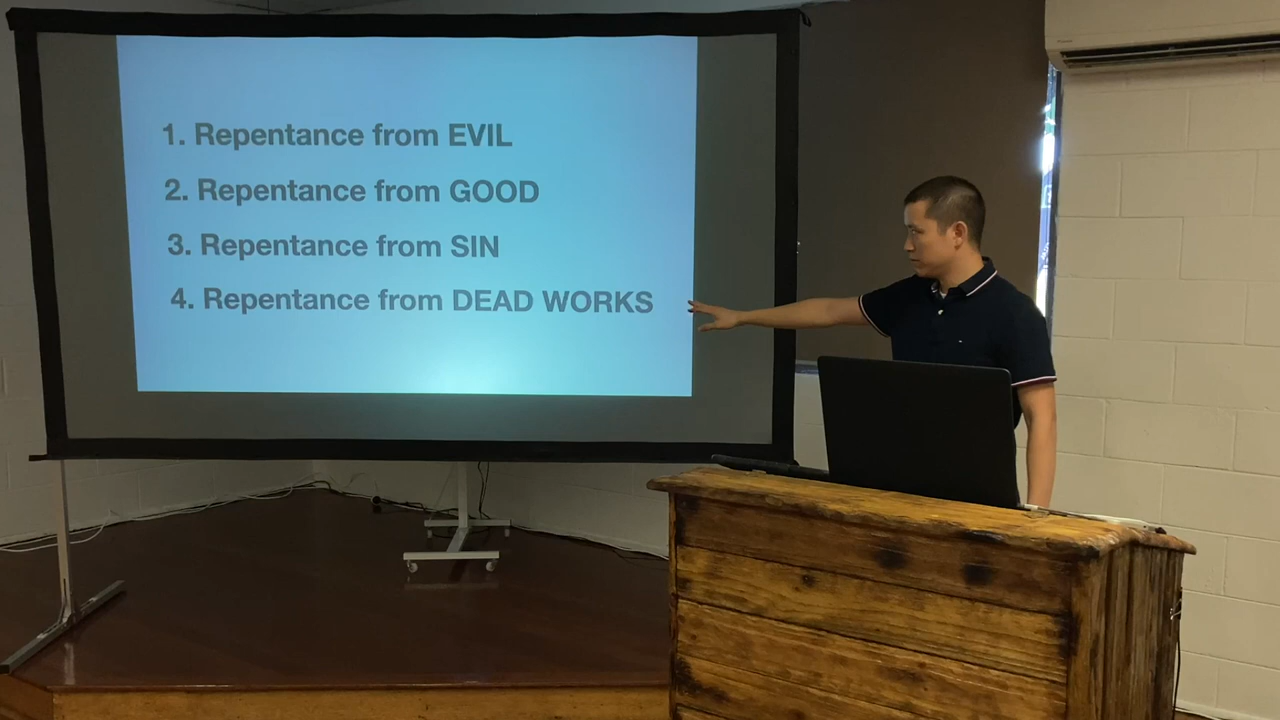 1. Repentance from EVIL
2. Repentance from GOOD
3. Repentance from SIN
4. Repentance from DEAD WORKS